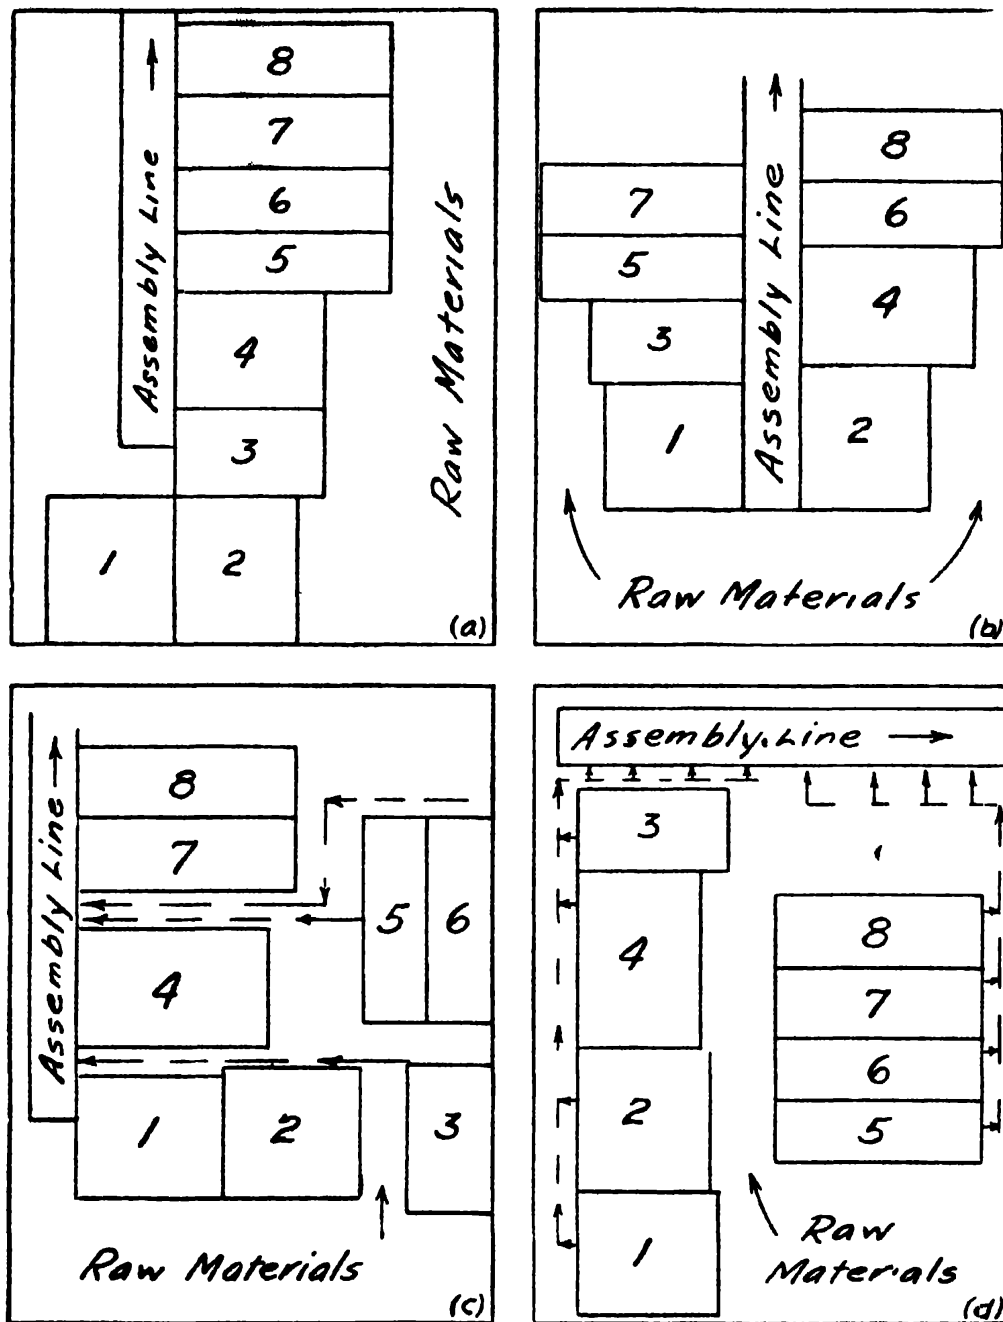 Assembly Line
8
7
6
5
4
3
1 2
Raw Materials
(a)
Assembly Line
8
7
6
5
4
3
1
2
Raw Materials
(b)
Assembly Line
8
7
5 6
4
1 2 3
Raw Materials
(c)
Assembly Line
3
4
8
7
6
2
5
1
Raw
Materials
(d)